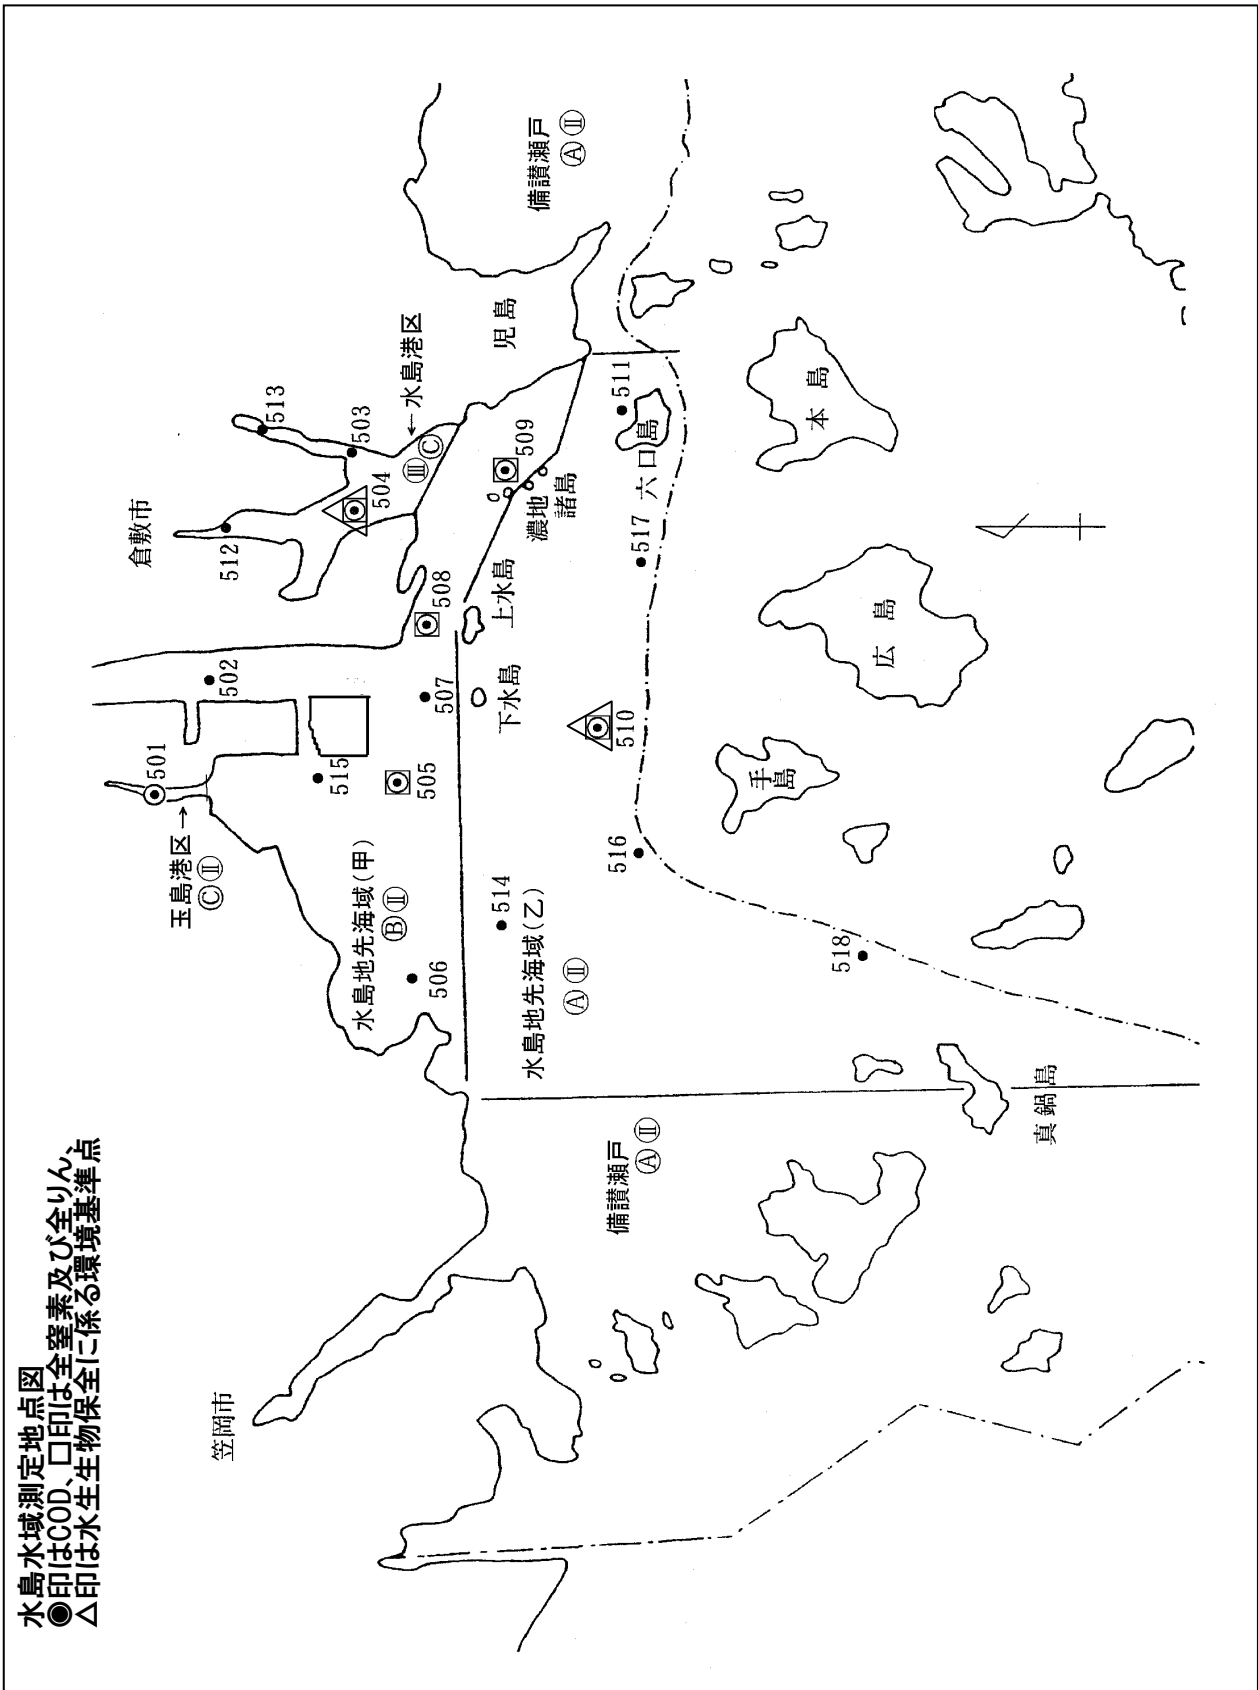 水島水域測定地点図
◉印はCOD、口印は全窒素及び全りん、
△印は水生生物保全に係る環境基準点
笠岡市
倉敷市
玉島港区→
Ⓒ Ⅱ
501
502
512
513
503
504
←水島港区
Ⅲ Ⓒ
児島
備讃瀬戸
Ⓐ Ⅱ
515
505
507
508
509
水島地先海域(甲)
Ⓑ Ⅱ
506
下水島
上水島
濃地
諸島
511
六口島
517
514
水島地先海域(乙)
Ⓐ Ⅱ
510
516
518
備讃瀬戸
Ⓐ Ⅱ
真鍋島
手島
広島
本島